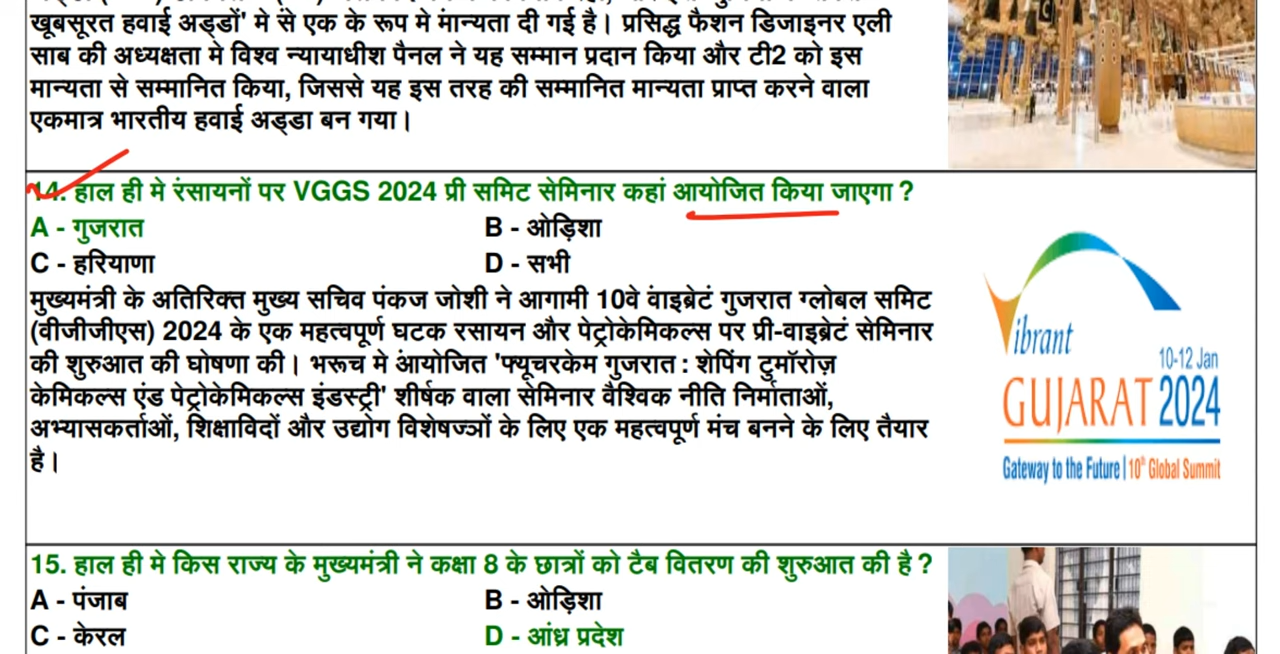 खूबसूरत हवाई अड्डों' मे से एक के रूप मे मान्यता दी गई है। प्रसिद्ध फैशन डिजाइनर एली
साब की अध्यक्षता मे विश्व न्यायाधीश पैनल ने यह सम्मान प्रदान किया और टी2 को इस
मान्यता से सम्मानित किया, जिससे यह इस तरह की सम्मानित मान्यता प्राप्त करने वाला
एकमात्र भारतीय हवाई अड्डा बन गया।
14. हाल ही मे रंसायनों पर VGGS 2024 प्री समिट सेमिनार कहां आयोजित किया जाएगा ?
A - गुजरात
B - ओड़िशा
C - हरियाणा
D - सभी
मुख्यमंत्री के अतिरिक्त मुख्य सचिव पंकज जोशी ने आगामी 10वे वंाइब्रेटं गुजरात ग्लोबल समिट
(वीजीजीएस) 2024 के एक महत्वपूर्ण घटक रसायन और पेट्रोकेमिकल्स पर प्री-वाइब्रेटं सेमिनार
की शुरुआत की घोषणा की। भरूच मे आंयोजित 'फ्यूचरकेम गुजरात : शेपिंग टुमॉरोज़
केमिकल्स एंड पेट्रोकेमिकल्स इंडस्ट्री' शीर्षक वाला सेमिनार वैश्विक नीति निर्माताओं,
अभ्यासकर्ताओं, शिक्षाविदों और उद्योग विशेषज्ञों के लिए एक महत्वपूर्ण मंच बनने के लिए तैयार
है।
Vibrant
10-12 Jan
GUJARAT 2024
Gateway to the Future | 10th Global Summit
15. हाल ही मे किस राज्य के मुख्यमंत्री ने कक्षा 8 के छात्रों को टैब वितरण की शुरुआत की है ?
A - पंजाब
B - ओड़िशा
C - केरल
D - आंध्र प्रदेश